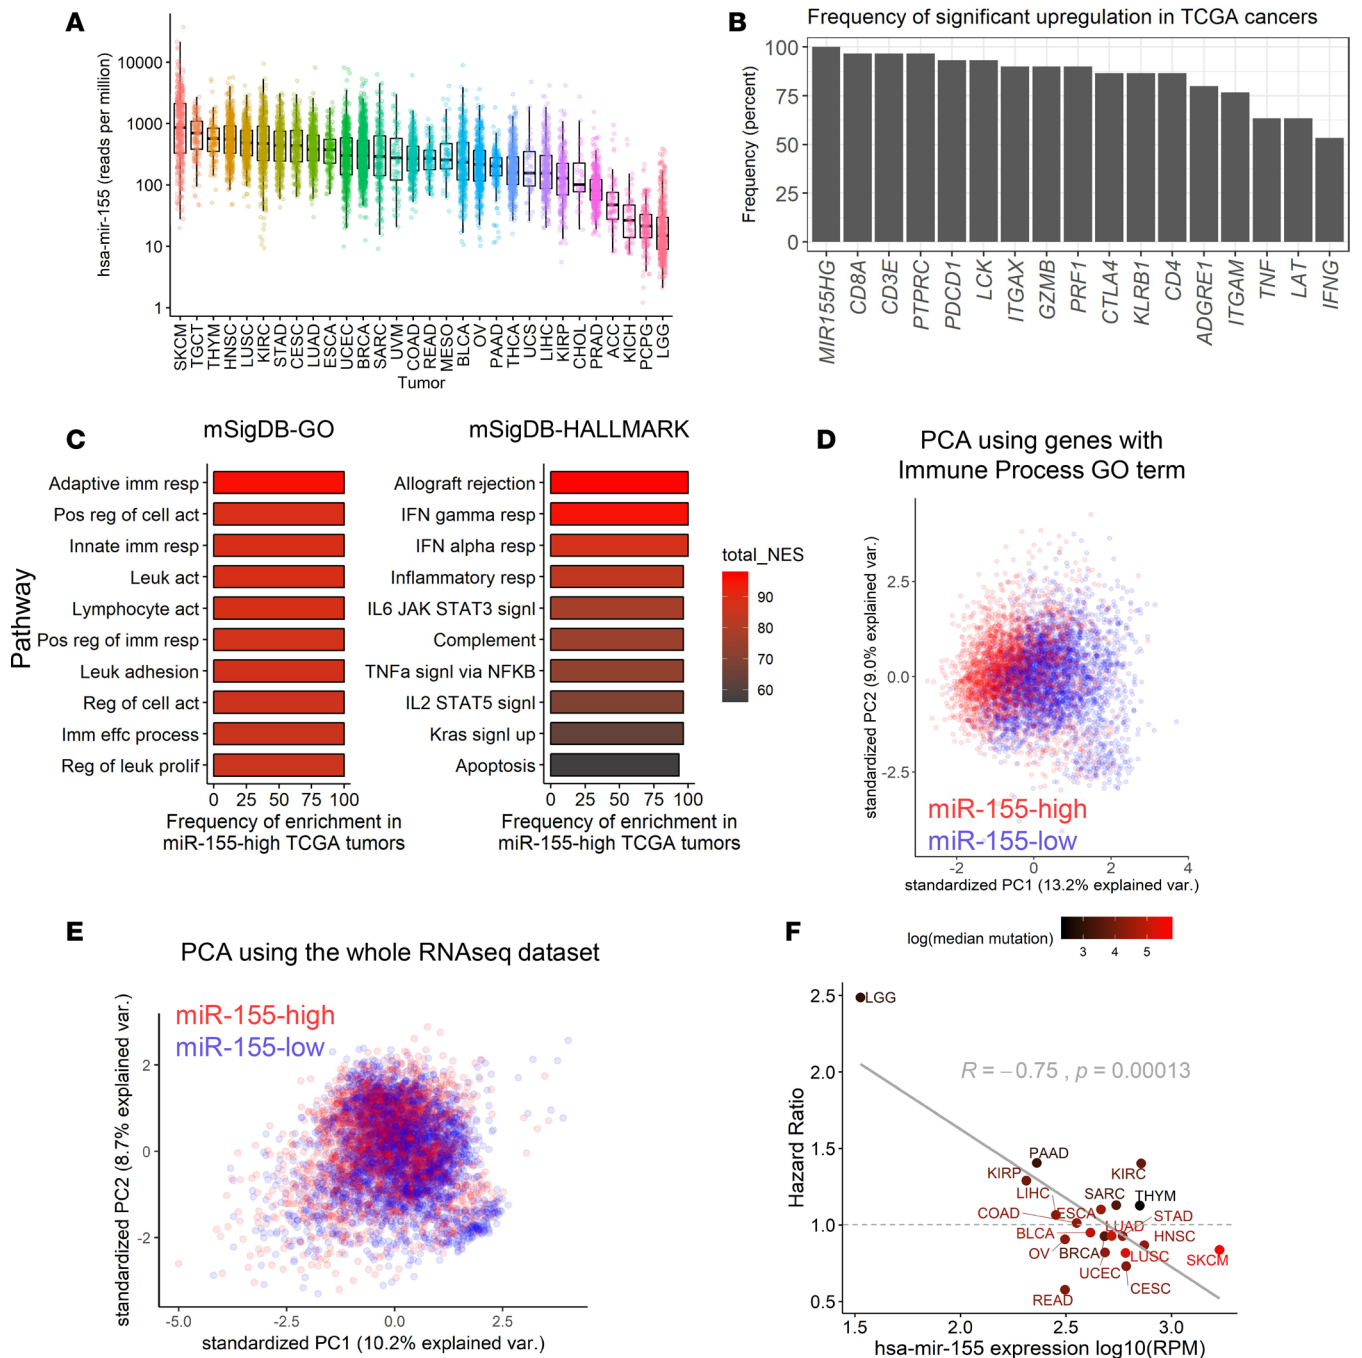 A
hsa-mir-155 (reads per million)
10000
1000
100
10
1
SKCM
TGCT
THYM
HNSC
LUSC
KIRC
STAD
CESC
LUAD
ESCA
UCEC
BRCA
SARC
UVM
COAD
READ
MESO
BLCA
OV
PAAD
THCA
UCS
LIHC
KIRP
CHOL
PRAD
ACC
KICH
PCPG
LGG
Tumor
B
Frequency of significant upregulation in TCGA cancers
Frequency (percent)
100
75
50
25
0
MIR155HG
CD8A
CD3E
PTPRC
PDCD1
LCK
ITGAX
GZMB
PRF1
CTLA4
KLRB1
CD4
ADGRE1
ITGAM
TNF
LAT
IFNG
C
mSigDB-GO
Pathway
Adaptive imm resp
Pos reg of cell act
Innate imm resp
Leuk act
Lymphocyte act
Pos reg of imm resp
Leuk adhesion
Reg of cell act
Imm effc process
Reg of leuk prolif
0 25 50 75 100
Frequency of enrichment in
miR-155-high TCGA tumors
mSigDB-HALLMARK
Allograft rejection
IFN gamma resp
IFN alpha resp
Inflammatory resp
IL6 JAK STAT3 signl
Complement
TNFa signl via NFKB
IL2 STAT5 signl
Kras signl up
Apoptosis
0 25 50 75 100
Frequency of enrichment in
miR-155-high TCGA tumors
total_NES
90
80
70
60
D
PCA using genes with
Immune Process GO term
standardized PC2 (9.0% explained var.)
2.5
0.0
-2.5
miR-155-high
miR-155-low
-2 0 2 4
standardized PC1 (13.2% explained var.)
E
PCA using the whole RNAseq dataset
miR-155-high
miR-155-low
standardized PC2 (8.7% explained var.)
2
0
-2
-5.0 -2.5 0.0 2.5
standardized PC1 (10.2% explained var.)
F
log(median mutation)
3 4 5
Hazard Ratio
2.5
2.0
1.5
1.0
0.5
LGG
R = −0.75 , p = 0.00013
PAAD
KIRP
KIRC
LIHC
SARC
THYM
COAD
ESCA
STAD
LUAD
BLCA
HNSC
OV
BRCA
LUSC
SKCM
UCEC
CESC
READ
1.5 2.0 2.5 3.0
hsa-mir-155 expression log10(RPM)